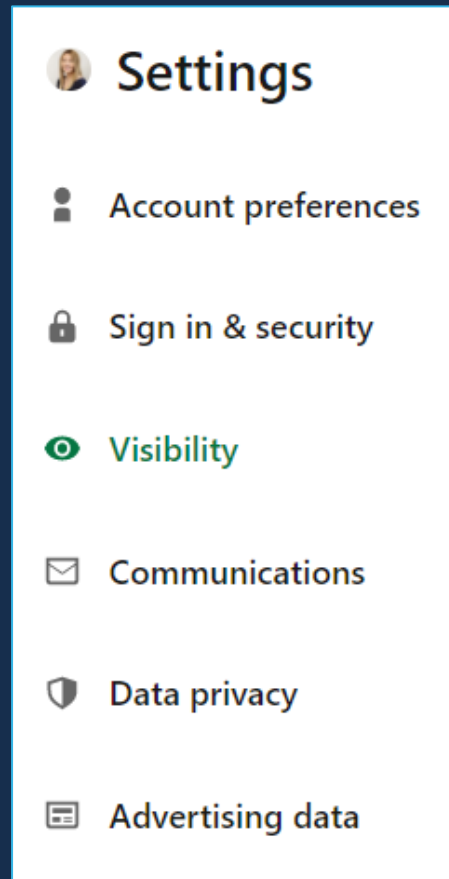 Settings
Account preferences
Sign in & security
Visibility
Communications
Data privacy
Advertising data